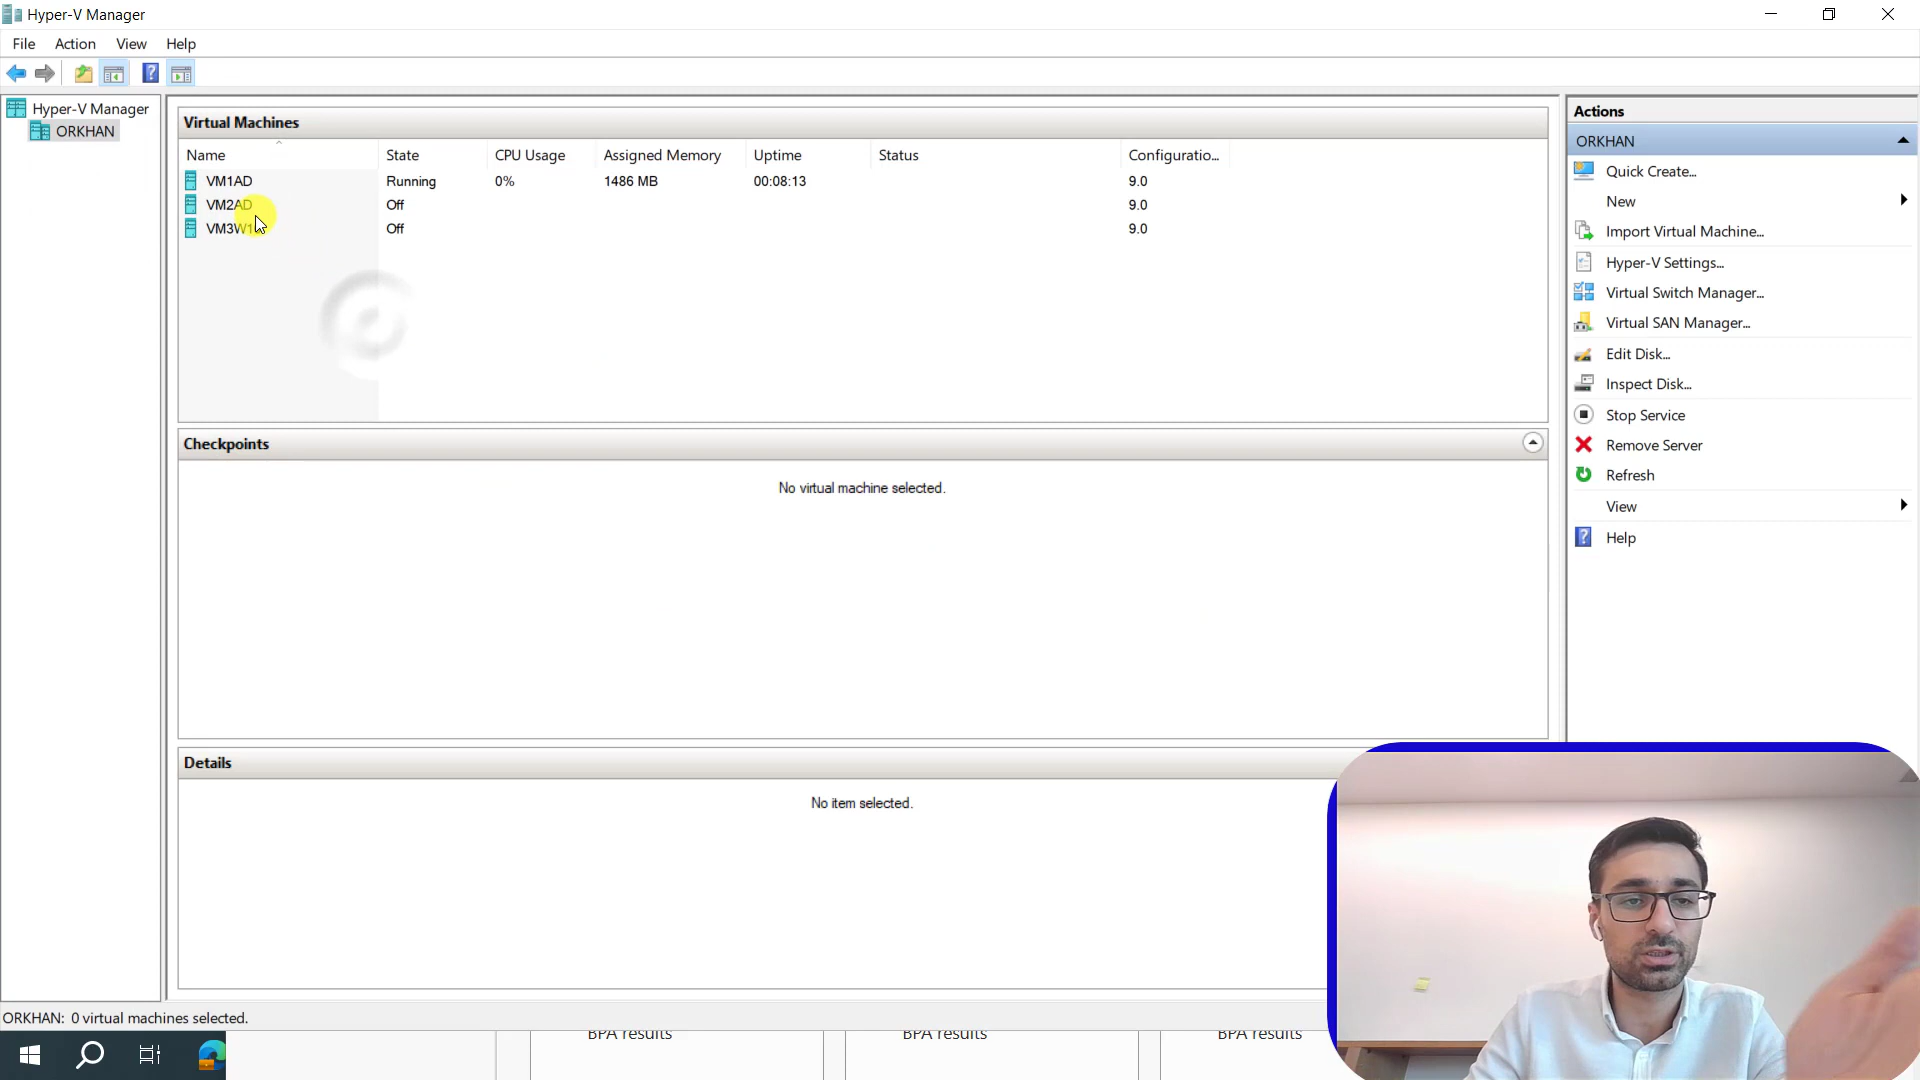 Hyper-V Manager
File Action View Help
Hyper-V Manager
ORKHAN
Virtual Machines
Name State CPU Usage Assigned Memory Uptime Status Configuratio...
VM1AD Running 0% 1486 MB 00:08:13 9.0
VM2AD Off 9.0
Off 9.0
Checkpoints
No virtual machine selected.
Details
No item selected.
Actions
ORKHAN
Quick Create...
New
Import Virtual Machine...
Hyper-V Settings...
Virtual Switch Manager...
Virtual SAN Manager...
Edit Disk...
Inspect Disk...
Stop Service
Remove Server
Refresh
View
Help
ORKHAN: 0 virtual machines selected.
BPA results BPA results BPA results